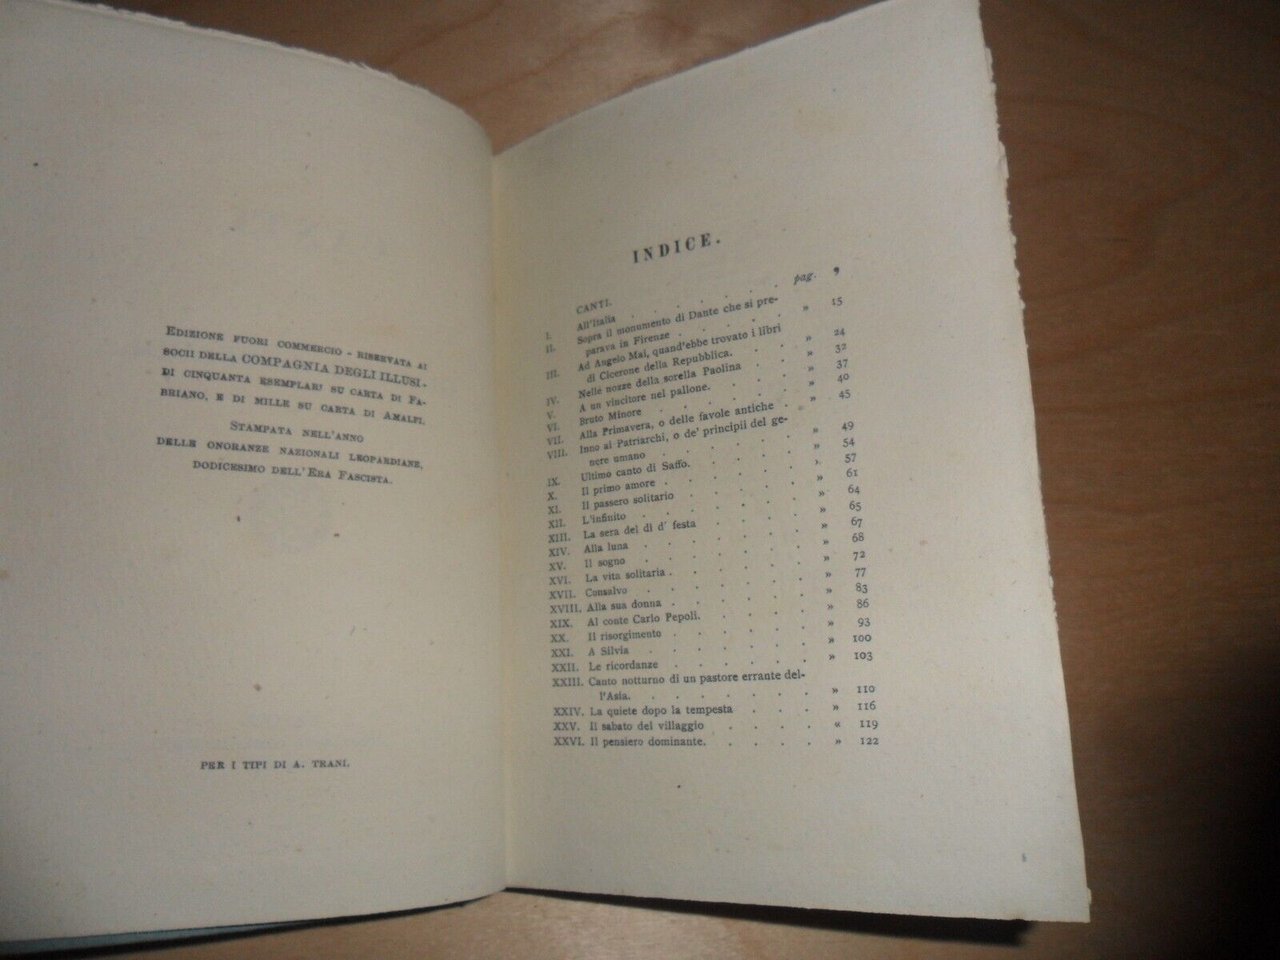 EDIZIONE FUORI COMMERCIO - RISERVATA AI
SOCII DELLA COMPAGNIA DEGLI ILLUSI -
DI CINQUANTA ESEMPLARI SU CARTA DI FA-
BRIANO, E DI MILLE SU CARTA DI AMALFI.
STAMPATA NELL'ANNO
DELLE ONORANZE NAZIONALI LEOPARDIANE,
DODICESIMO DELL'ERA FASCISTA.
PER I TIPI DI A. TRANI.
INDICE.
CANTI.
I. All'Italia . . . . . . pag. 9
II. Sopra il monumento di Dante che si pre-
parava in Firenze . . . . . » 15
III. Ad Angelo Mai, quand'ebbe trovato i libri
di Cicerone della Repubblica. . . » 24
IV. Nelle nozze della sorella Paolina . . » 32
V. A un vincitore nel pallone. . . . » 37
VI. Bruto Minore . . . . . » 40
VII. Alla Primavera, o delle favole antiche . » 45
VIII. Inno ai Patriarchi, o de' principii del ge-
nere umano . . . . . » 49
IX. Ultimo canto di Saffo. . . . . » 54
X. Il primo amore . . . . . » 57
XI. Il passero solitario . . . . » 61
XII. L'infinito . . . . . . » 64
XIII. La sera del dì d' festa . . . . » 65
XIV. Alla luna . . . . . . » 67
XV. Il sogno . . . . . . » 68
XVI. La vita solitaria . . . . . » 72
XVII. Consalvo . . . . . . » 77
XVIII. Alla sua donna . . . . . » 83
XIX. Al conte Carlo Pepoli. . . . . » 86
XX. Il risorgimento . . . . . » 93
XXI. A Silvia . . . . . . » 100
XXII. Le ricordanze . . . . . » 103
XXIII. Canto notturno di un pastore errante del-
l'Asia. . . . . . . » 110
XXIV. La quiete dopo la tempesta . . . » 116
XXV. Il sabato del villaggio . . . . « 119
XXVI. Il pensiero dominante. . . . . » 122